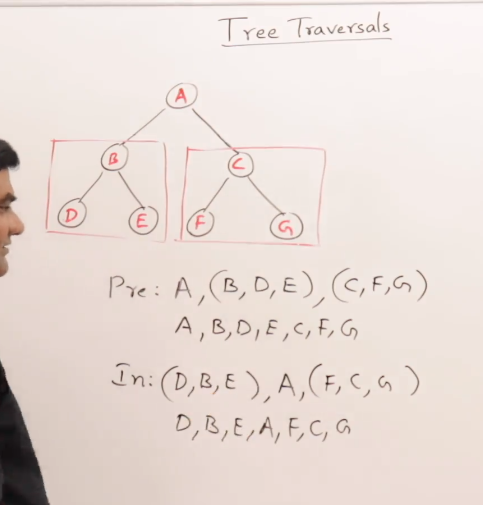 Tree Traversals
A
B
C
D
E
F
G
Pre: A,(B,D,E),(C,F,G)
A,B,D,E,C,F,G
In:(D,B,E),A,(F,C,G)
D,B,E,A,F,C,G